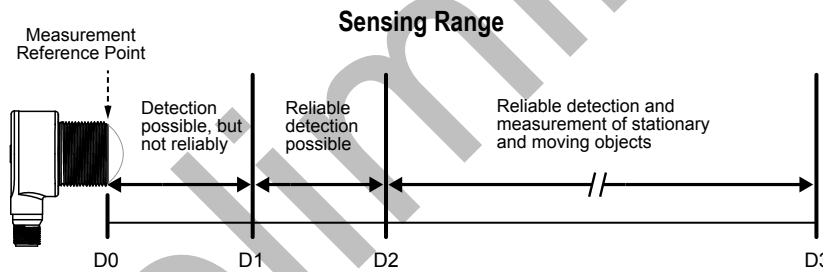 Sensing Range
Measurement
Reference Point
Detection
possible, but
not reliably
Reliable
detection
possible
Reliable detection and
measurement of stationary
and moving objects
D0
D1
D2
D3